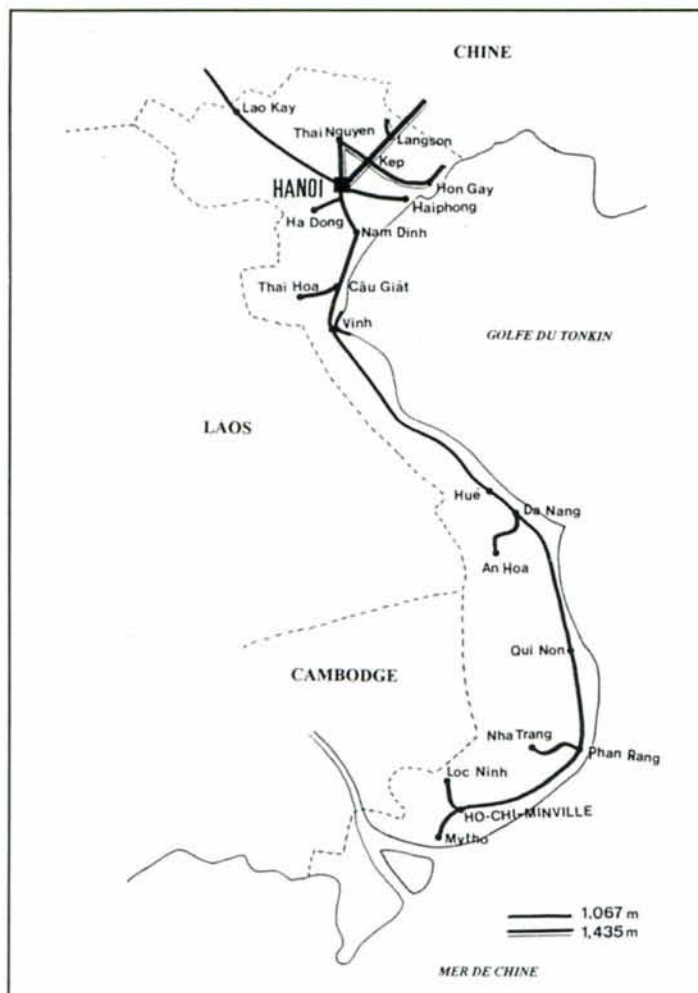 CHINE
Lao Kay
Thai Nguyen
Langson
Kep
HANOI
Hon Gay
Haiphong
Ha Dong
Nam Dinh
Thai Hoa
Câu Giât
Vinh
GOLFE DU TONKIN
LAOS
Hué
Da Nang
An Hoa
Qui Non
CAMBODGE
Nha Trang
Phan Rang
Loc Ninh
HO-CHI-MINVILLE
Mytho
1,067 m
1,435 m
MER DE CHINE